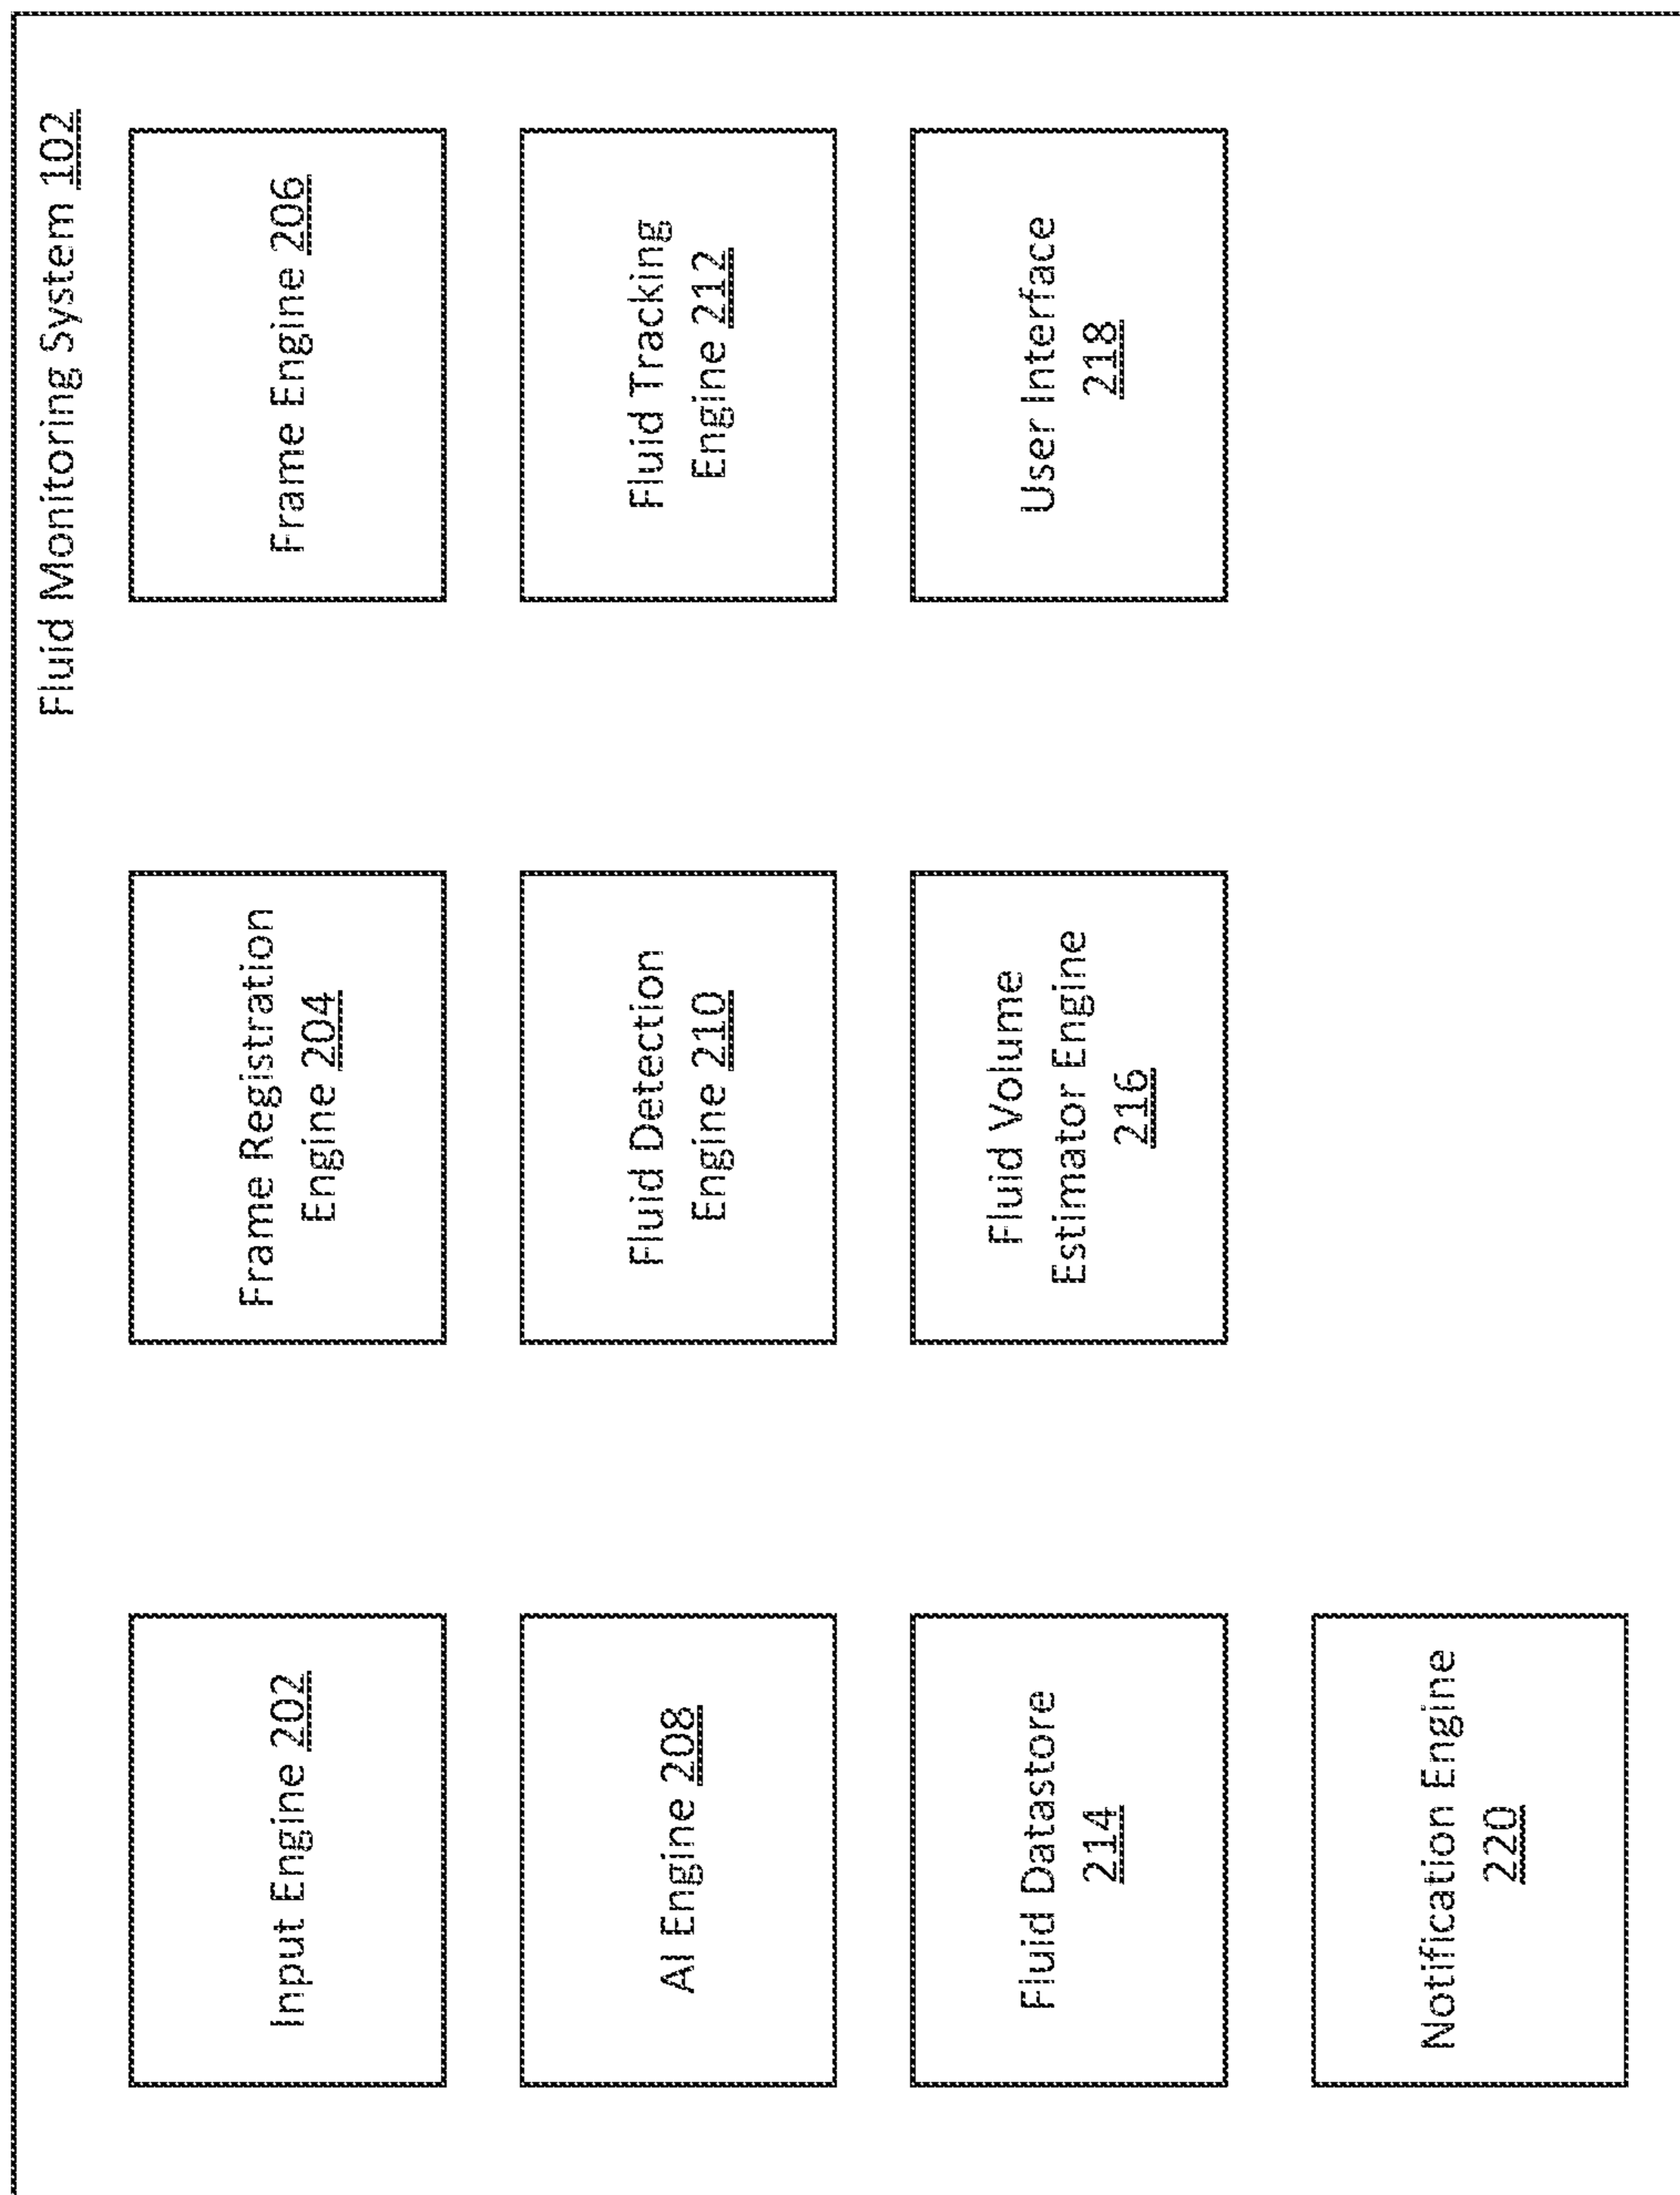 Fluid Monitoring System 102
Input Engine 202
Frame Registration
Engine 204
Frame Engine 206
AI Engine 208
Fluid Detection
Engine 210
Fluid Tracking
Engine 212
Fluid Datastore
214
Fluid Volume
Estimator Engine
216
User Interface
218
Notification Engine
220